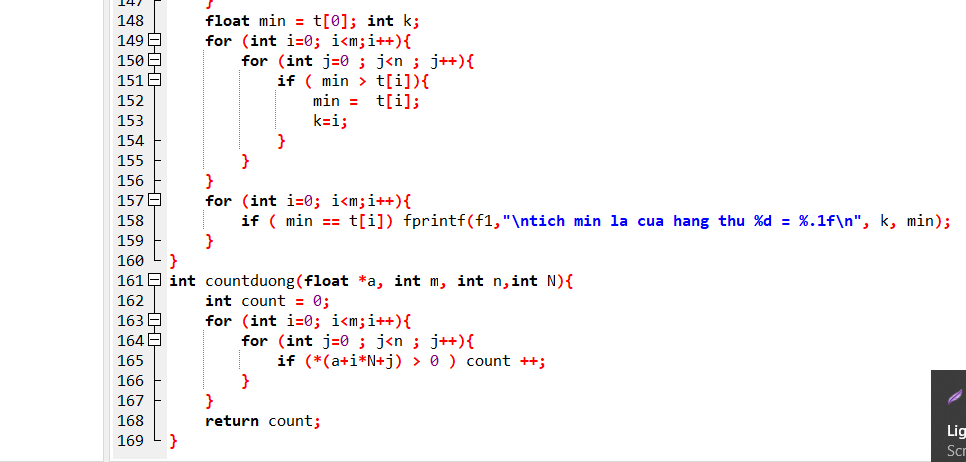 147 }
148 float min = t[0]; int k;
149 for (int i=0; i<m;i++){
150 for (int j=0 ; j<n ; j++){
151 if ( min > t[i]){
152 min =  t[i];
153 k=i;
154 }
155 }
156 }
157 for (int i=0; i<m;i++){
158 if ( min == t[i]) fprintf(f1,"\ntich min la cua hang thu %d = %.1f\n", k, min);
159 }
160 }
161 int countduong(float *a, int m, int n,int N){
162 int count = 0;
163 for (int i=0; i<m;i++){
164 for (int j=0 ; j<n ; j++){
165 if (*(a+i*N+j) > 0 ) count ++;
166 }
167 }
168 return count;
169 }
Lig
Scr